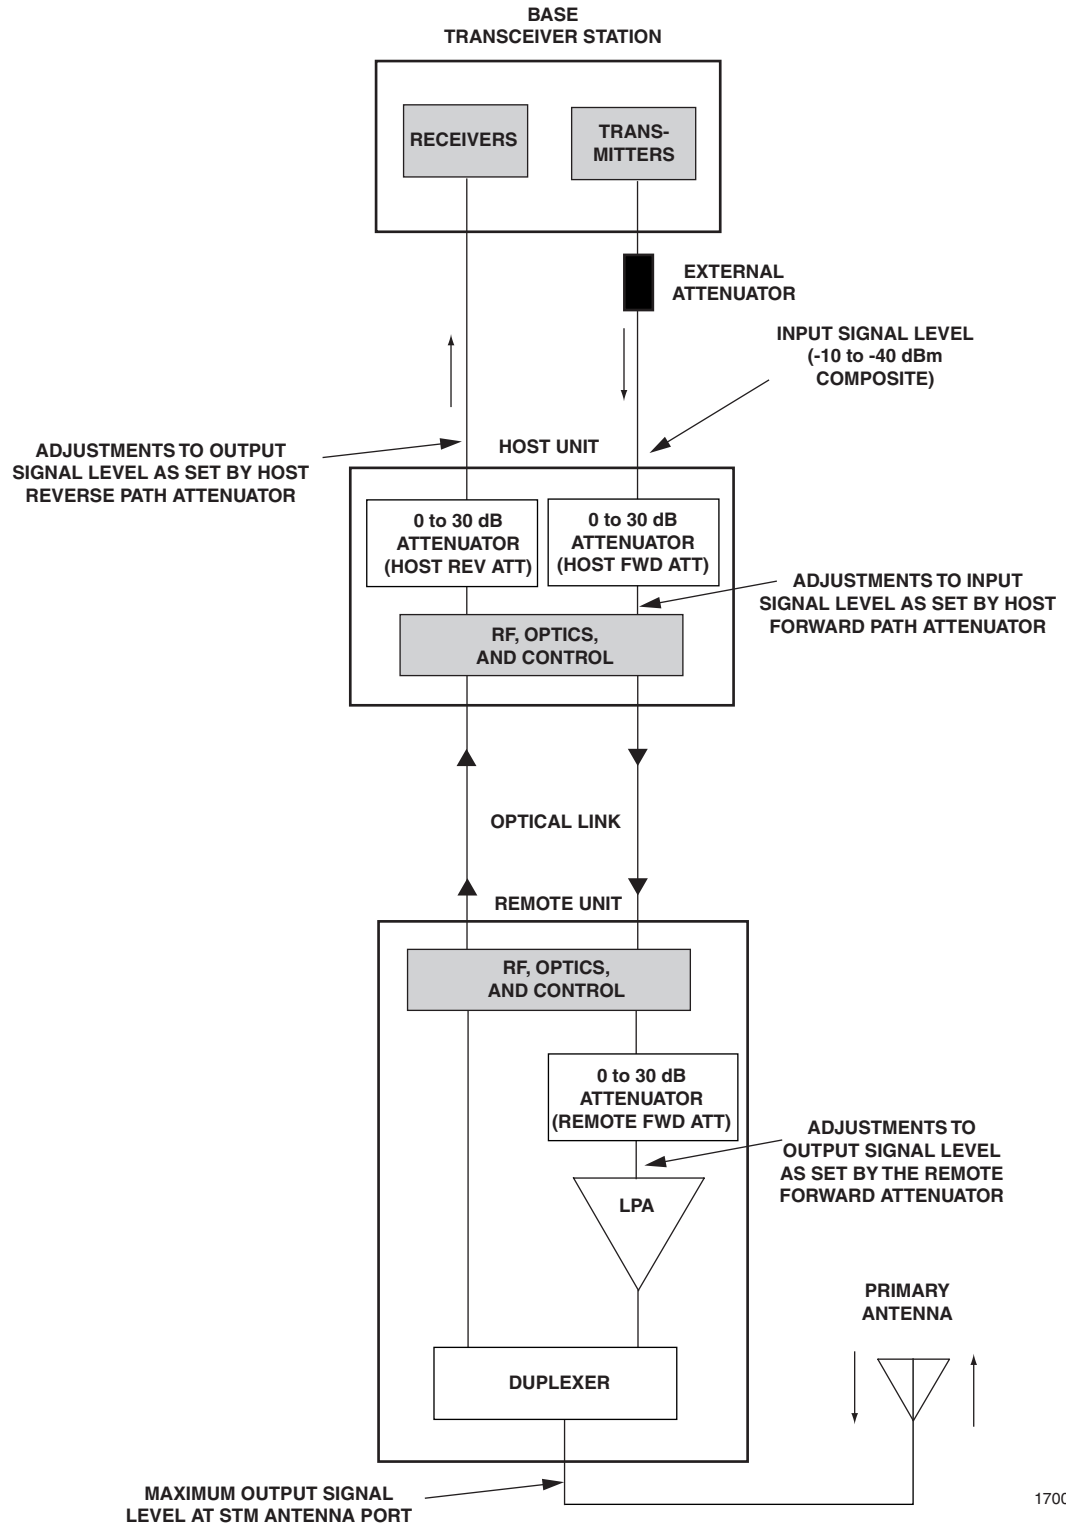 BASE
TRANSCEIVER STATION
RECEIVERS
TRANS-
MITTERS
EXTERNAL
ATTENUATOR
INPUT SIGNAL LEVEL
(-10 to -40 dBm
COMPOSITE)
ADJUSTMENTS TO OUTPUT
SIGNAL LEVEL AS SET BY HOST
REVERSE PATH ATTENUATOR
HOST UNIT
0 to 30 dB
ATTENUATOR
(HOST REV ATT)
0 to 30 dB
ATTENUATOR
(HOST FWD ATT)
ADJUSTMENTS TO INPUT
SIGNAL LEVEL AS SET BY HOST
FORWARD PATH ATTENUATOR
RF, OPTICS,
AND CONTROL
OPTICAL LINK
REMOTE UNIT
RF, OPTICS,
AND CONTROL
0 to 30 dB
ATTENUATOR
(REMOTE FWD ATT)
ADJUSTMENTS TO
OUTPUT SIGNAL LEVEL
AS SET BY THE REMOTE
FORWARD ATTENUATOR
LPA
PRIMARY
ANTENNA
DUPLEXER
MAXIMUM OUTPUT SIGNAL
LEVEL AT STM ANTENNA PORT
1700